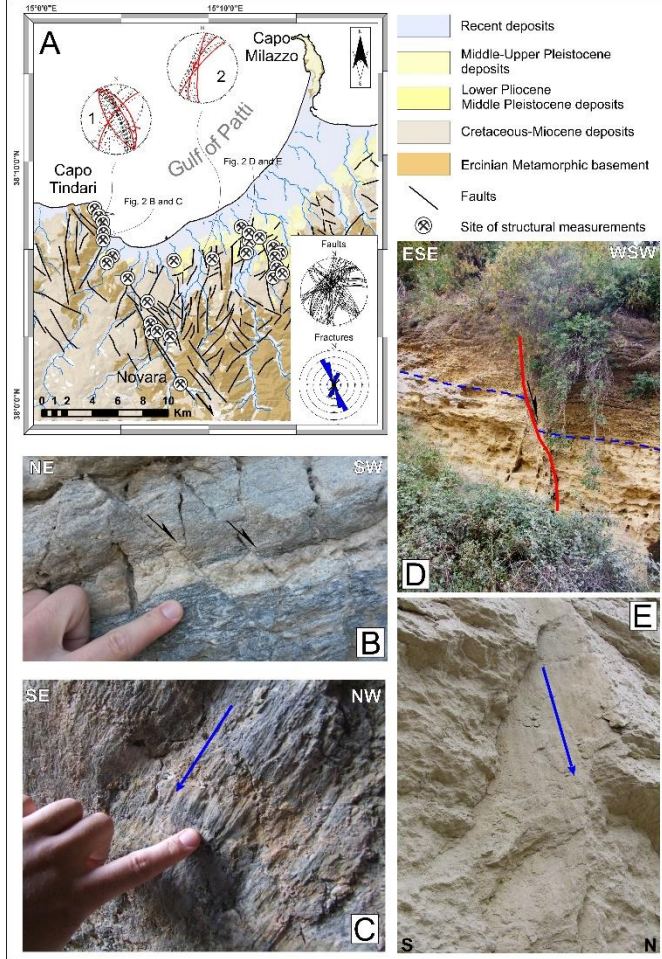 15°0'0"E
15°10'0"E
A
Capo
Milazzo
1
2
Gulf of Patti
38°10'0"N
Capo
Tindari
Fig. 2 B and C
Fig. 2 D and E
Faults
N
Fractures
N
Novara
0 2 4 6 8 10
Km
38°0'0"N
Recent deposits
Middle-Upper Pleistocene
deposits
Lower Pliocene
Middle Pleistocene deposits
Cretaceous-Miocene deposits
Ercinian Metamorphic basement
Faults
Site of structural measurements
ESE
WSW
D
NE
SW
B
SE
NW
C
E
S
N